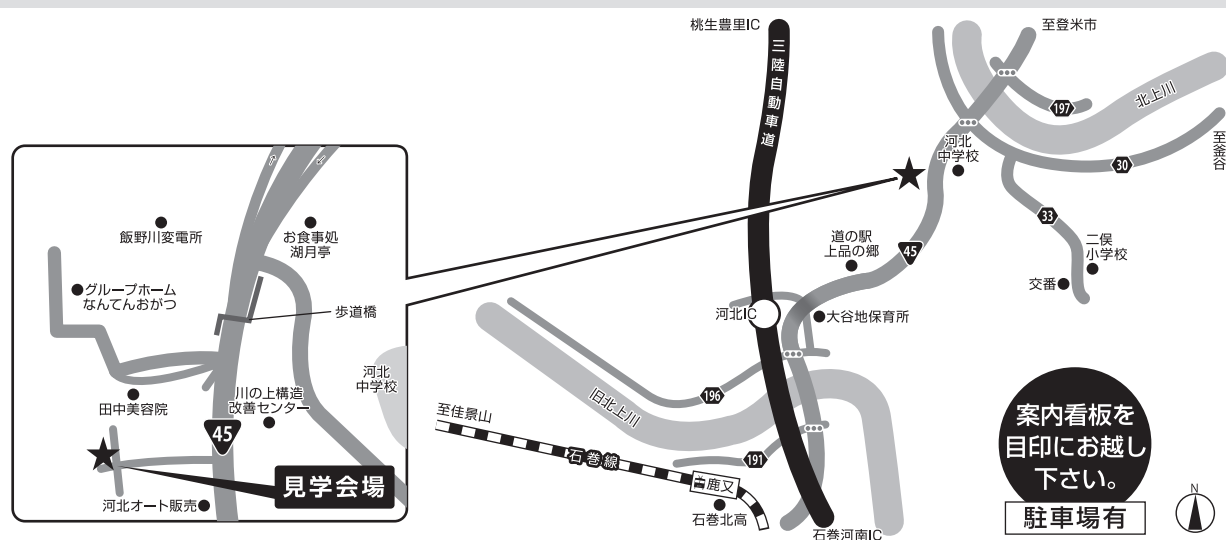 桃生豊里IC
三陸自動車道
至登米市
197
北上川
河北
中学校
30
至釜谷
33
二俣
小学校
交番
道の駅
上品の郷
45
河北IC
大谷地保育所
196
旧北上川
191
至佳景山
石巻線
鹿又
石巻北高
石巻河南IC
飯野川変電所
お食事処
湖月亭
グループホーム
なんてんおがつ
歩道橋
河北
中学校
田中美容院
川の上構造
改善センター
45
見学会場
河北オート販売
案内看板を
目印にお越し
下さい。
駐車場有
N